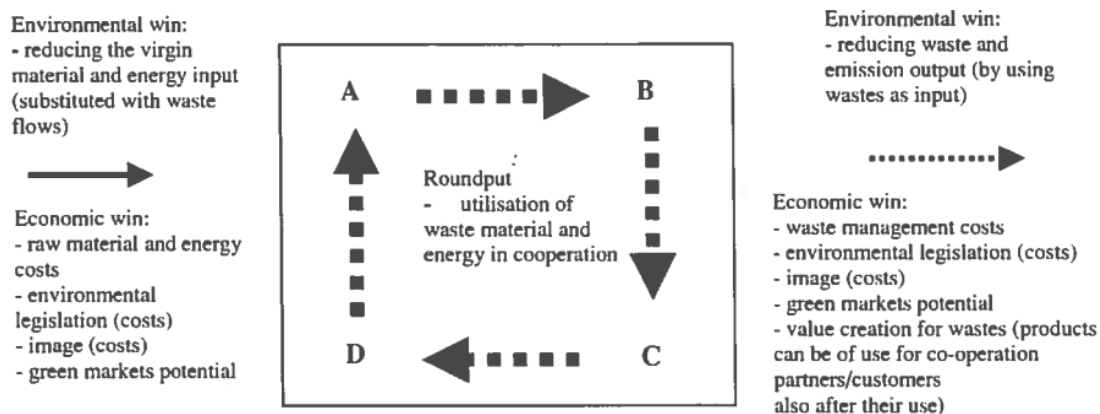 Environmental win:
- reducing the virgin
material and energy input
(substituted with waste
flows)
Economic win:
- raw material and energy
costs
- environmental
legislation (costs)
- image (costs)
- green markets potential
A
B
Roundput
- utilisation of
waste material and
energy in cooperation
D
C
Environmental win:
- reducing waste and
emission output (by using
wastes as input)
Economic win:
- waste management costs
- environmental legislation (costs)
- image (costs)
- green markets potential
- value creation for wastes (products
can be of use for co-operation
partners/customers
also after their use)